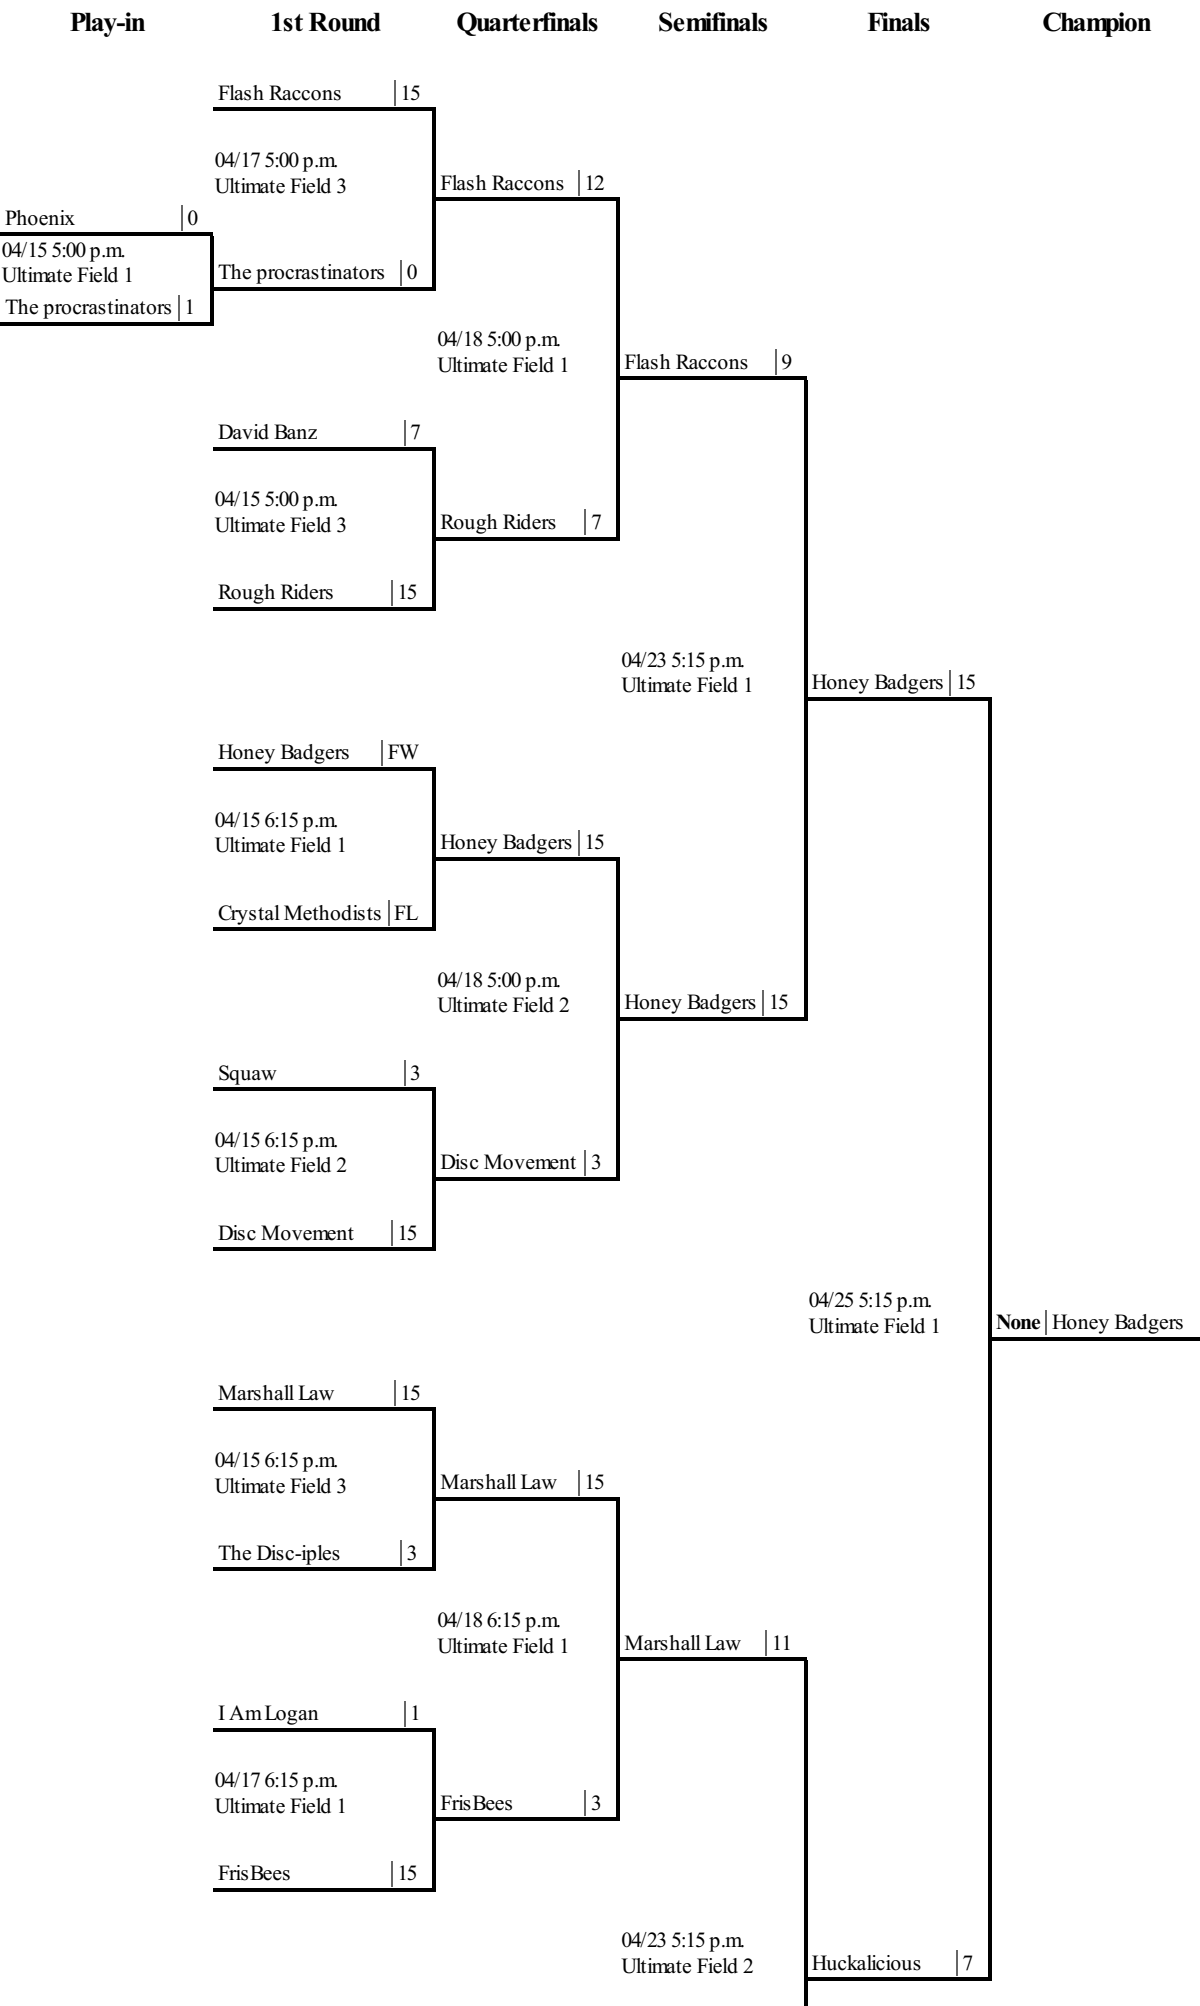 Play-in 1st Round Quarterfinals Semifinals Finals Champion
Flash Raccons 15
04/17 5:00 p.m.
Ultimate Field 3
Flash Raccons 12
Phoenix 0
04/15 5:00 p.m.
Ultimate Field 1
The procrastinators 1
The procrastinators 0
04/18 5:00 p.m.
Ultimate Field 1
Flash Raccons 9
David Banz 7
04/15 5:00 p.m.
Ultimate Field 3
Rough Riders 7
Rough Riders 15
04/23 5:15 p.m.
Ultimate Field 1
Honey Badgers 15
Honey Badgers FW
04/15 6:15 p.m.
Ultimate Field 1
Honey Badgers 15
Crystal Methodists FL
04/18 5:00 p.m.
Ultimate Field 2
Honey Badgers 15
Squaw 3
04/15 6:15 p.m.
Ultimate Field 2
Disc Movement 3
Disc Movement 15
04/25 5:15 p.m.
Ultimate Field 1
None Honey Badgers
Marshall Law 15
04/15 6:15 p.m.
Ultimate Field 3
Marshall Law 15
The Disc-iples 3
04/18 6:15 p.m.
Ultimate Field 1
Marshall Law 11
I Am Logan 1
04/17 6:15 p.m.
Ultimate Field 1
FrisBees 3
FrisBees 15
04/23 5:15 p.m.
Ultimate Field 2
Huckalicious 7